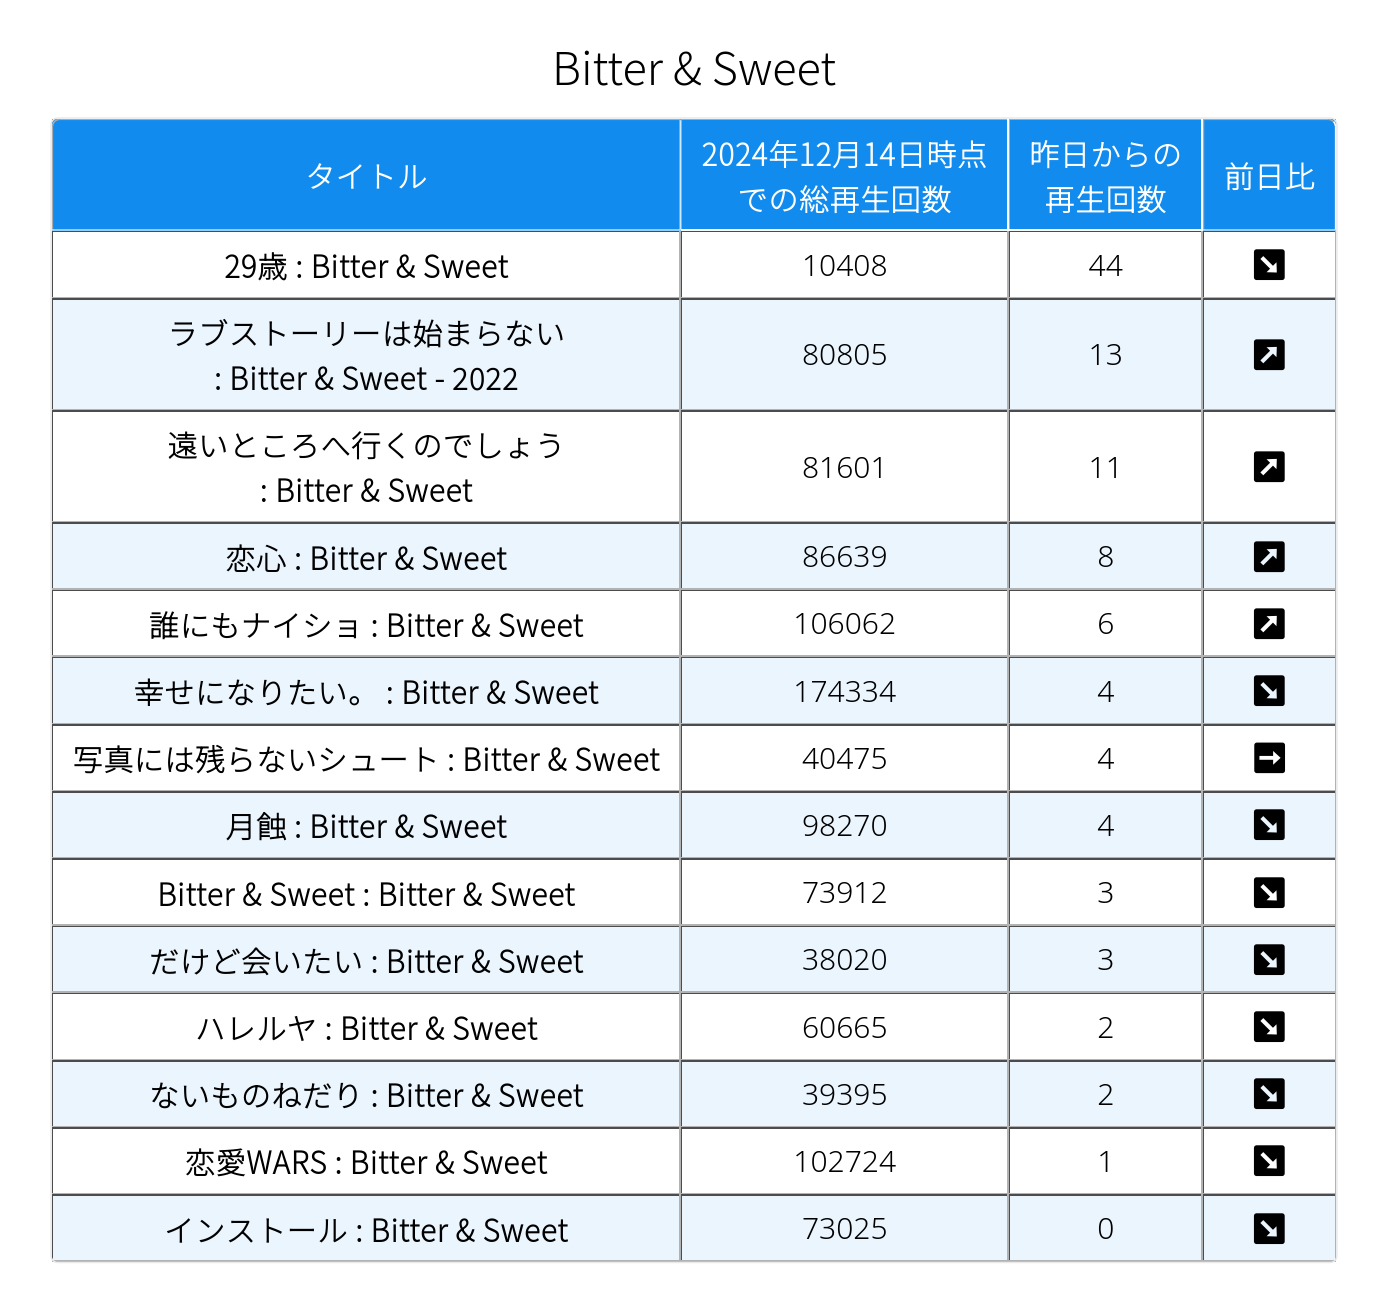 Bitter & Sweet
タイトル
2024年12月14日時点
での総再生回数
昨日からの
再生回数
前日比
29歳 : Bitter & Sweet
10408
44
ラブストーリーは始まらない
: Bitter & Sweet - 2022
80805
13
遠いところへ行くのでしょう
: Bitter & Sweet
81601
11
恋心 : Bitter & Sweet
86639
8
誰にもナイショ : Bitter & Sweet
106062
6
幸せになりたい。 : Bitter & Sweet
174334
4
写真には残らないシュート : Bitter & Sweet
40475
4
月蝕 : Bitter & Sweet
98270
4
Bitter & Sweet : Bitter & Sweet
73912
3
だけど会いたい : Bitter & Sweet
38020
3
ハレルヤ : Bitter & Sweet
60665
2
ないものねだり : Bitter & Sweet
39395
2
恋愛WARS : Bitter & Sweet
102724
1
インストール : Bitter & Sweet
73025
0